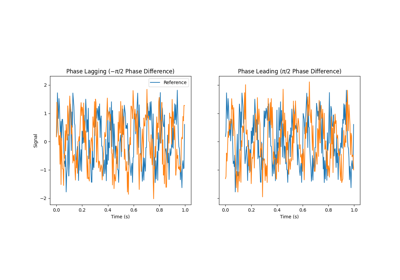 Phase Lagging (−π/2 Phase Difference)
Reference
Signal
2
1
0
−1
−2
0.0 0.2 0.4 0.6 0.8 1.0
Time (s)
Phase Leading (π/2 Phase Difference)
0.0 0.2 0.4 0.6 0.8 1.0
Time (s)